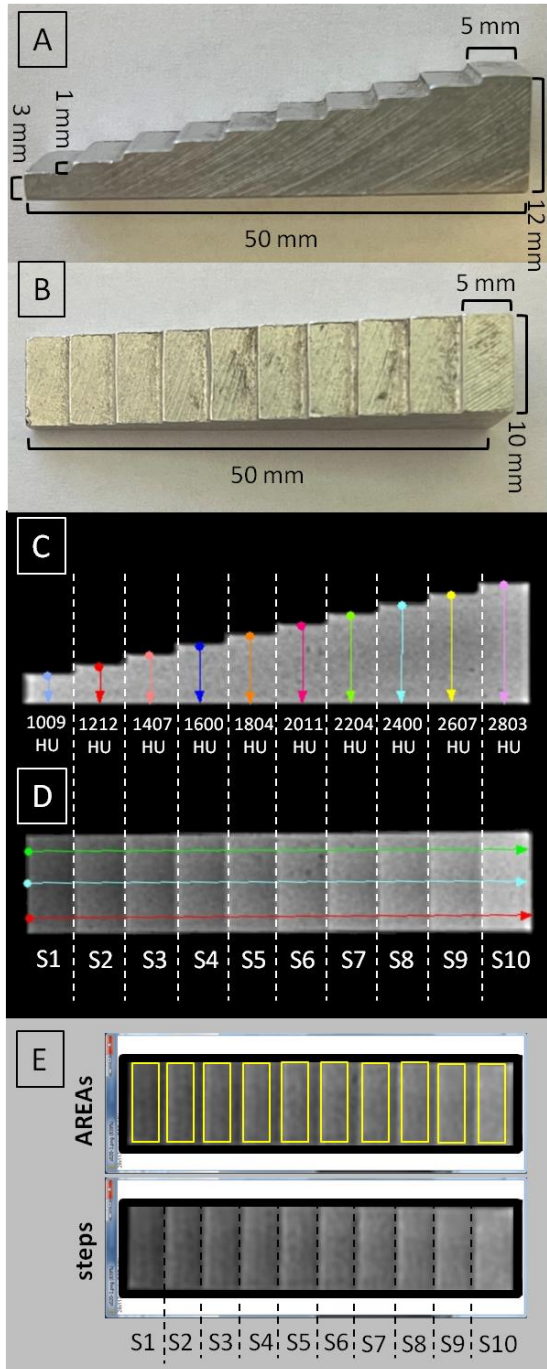 A
5 mm
1 mm
3 mm
50 mm
12 mm
B
5 mm
50 mm
10 mm
C
1009 1212 1407 1600 1804 2011 2204 2400 2607 2803
HU HU HU HU HU HU HU HU HU HU
D
S1 S2 S3 S4 S5 S6 S7 S8 S9 S10
E
AREAs
steps
S1 S2 S3 S4 S5 S6 S7 S8 S9 S10